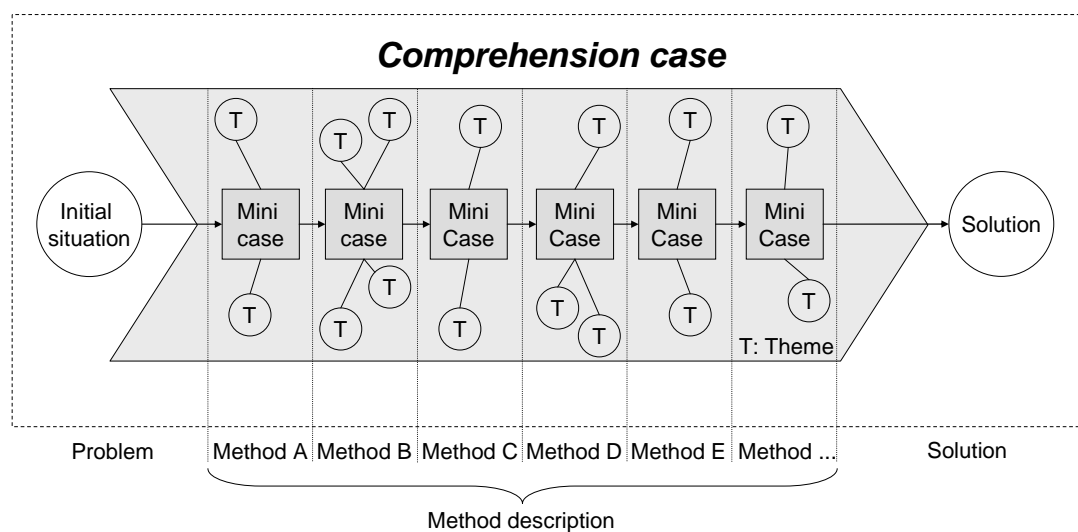 Comprehension case
T
T
T
T
T
T
T
Initial
situation
Mini
case
Mini
case
Mini
Case
Mini
Case
Mini
Case
Mini
Case
Solution
T
T
T
T
T
T
T
T
T: Theme
Problem
Method A
Method B
Method C
Method D
Method E
Method ...
Solution
Method description